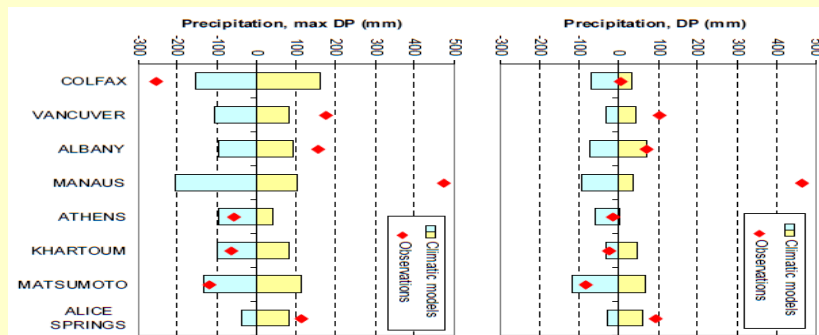 Precipitation, max DP (mm)
-300
-200
-100
0
100
200
300
400
500
COLFAX
VANCUVER
ALBANY
MANAUS
ATHENS
KHARTOUM
MATSUMOTO
ALICE
SPRINGS
Climatic models
Observations
Precipitation, DP (mm)
-300
-200
-100
0
100
200
300
400
500
Climatic models
Observations